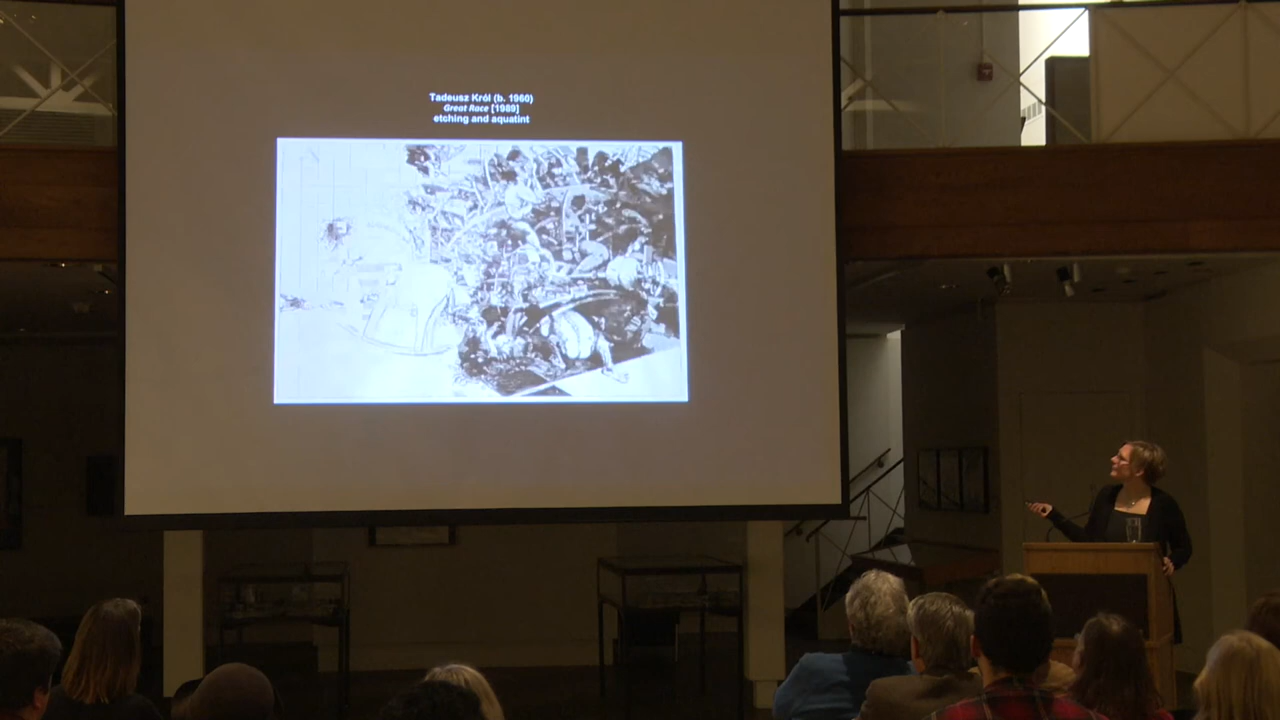 Tadeusz Król (b. 1960)
Great Race [1989]
etching and aquatint